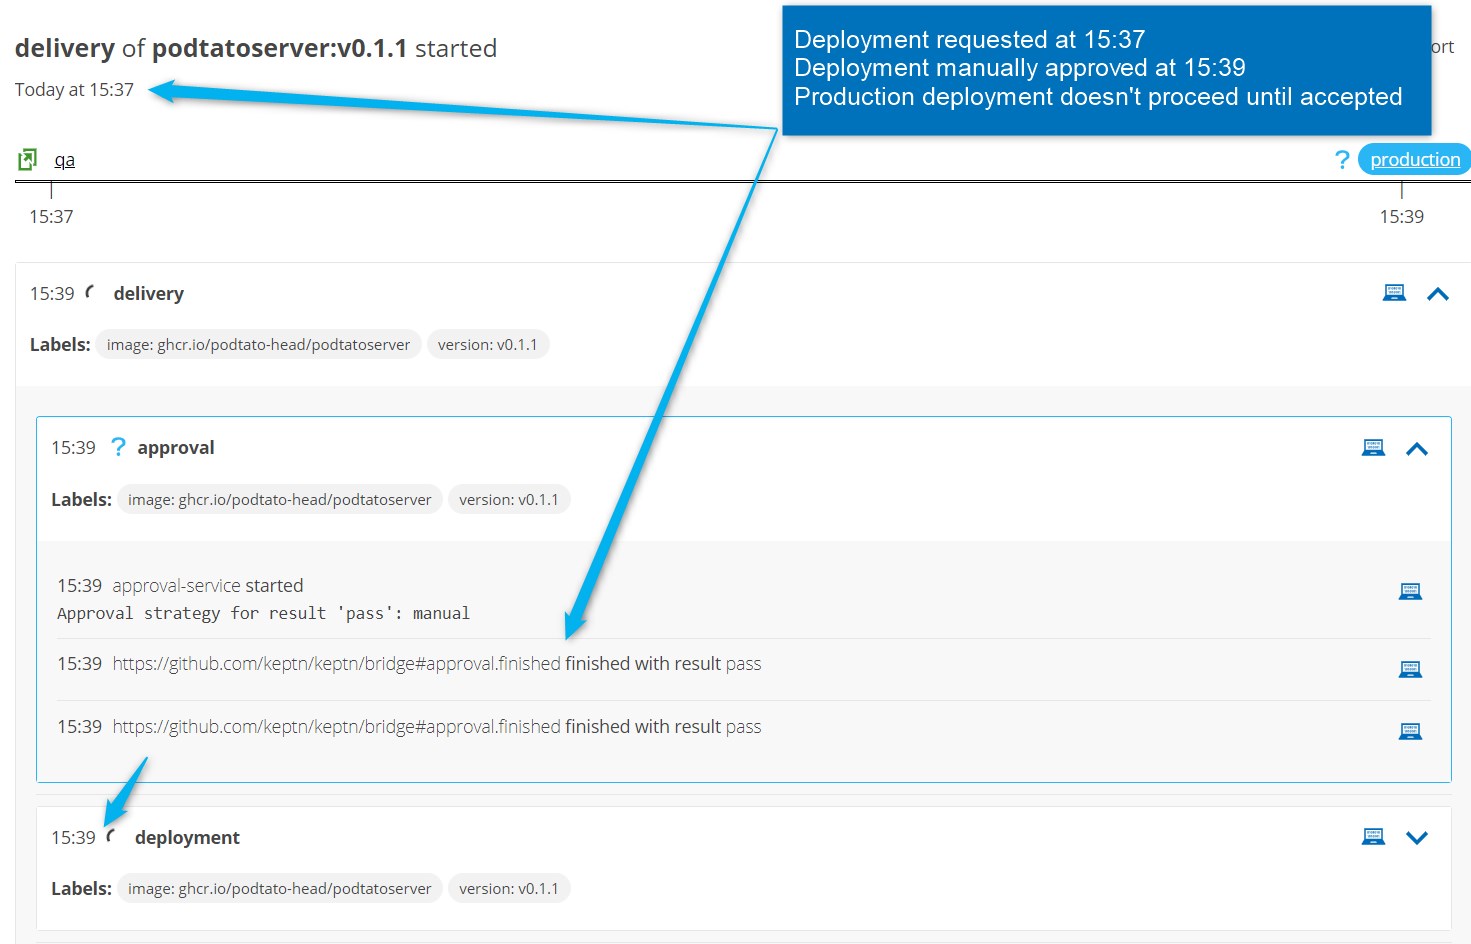 delivery of podtatoserver:v0.1.1 started
Today at 15:37
Deployment requested at 15:37
Deployment manually approved at 15:39
Production deployment doesn't proceed until accepted
ort
qa
? production
15:37
15:39
15:39 delivery
Labels: image: ghcr.io/podtato-head/podtatoserver version: v0.1.1
15:39 ? approval
Labels: image: ghcr.io/podtato-head/podtatoserver version: v0.1.1
15:39 approval-service started
Approval strategy for result 'pass': manual
15:39 https://github.com/keptn/keptn/bridge#approval.finished finished with result pass
15:39 https://github.com/keptn/keptn/bridge#approval.finished finished with result pass
15:39 deployment
Labels: image: ghcr.io/podtato-head/podtatoserver version: v0.1.1